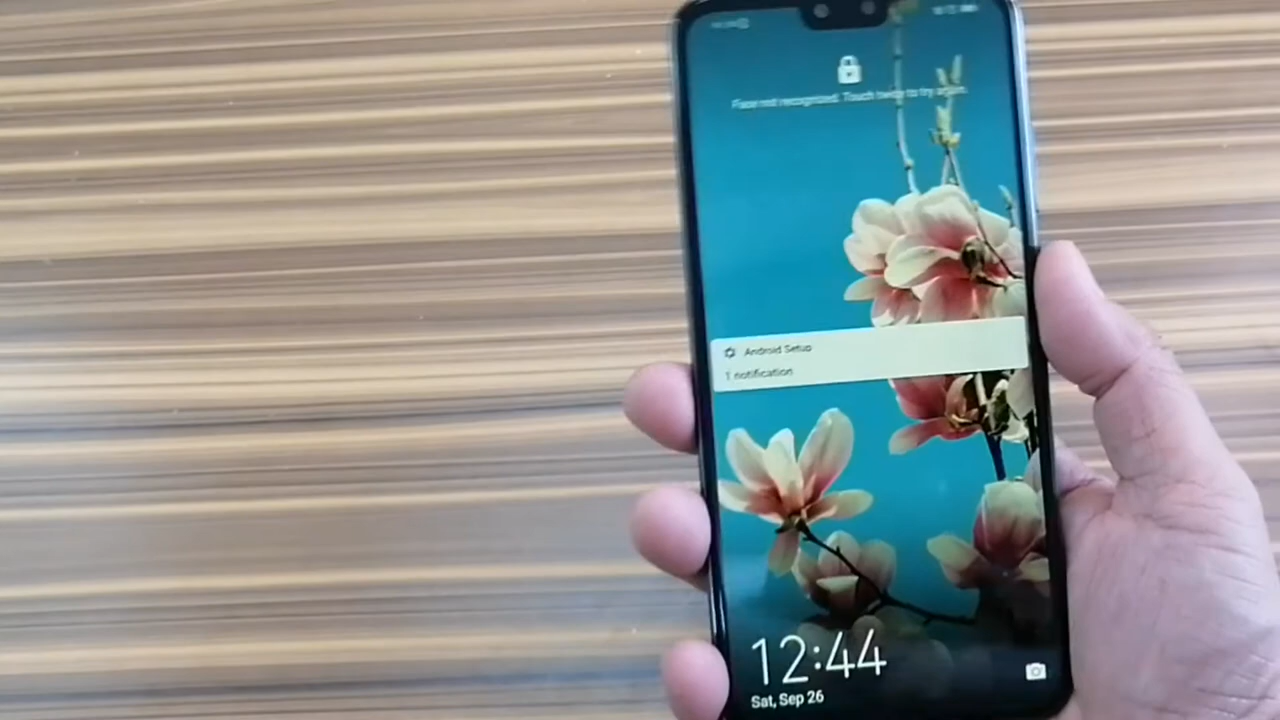 Face not recognized. Touch twice to try again.
Android Setup
1 notification
12:44
Sat, Sep 26